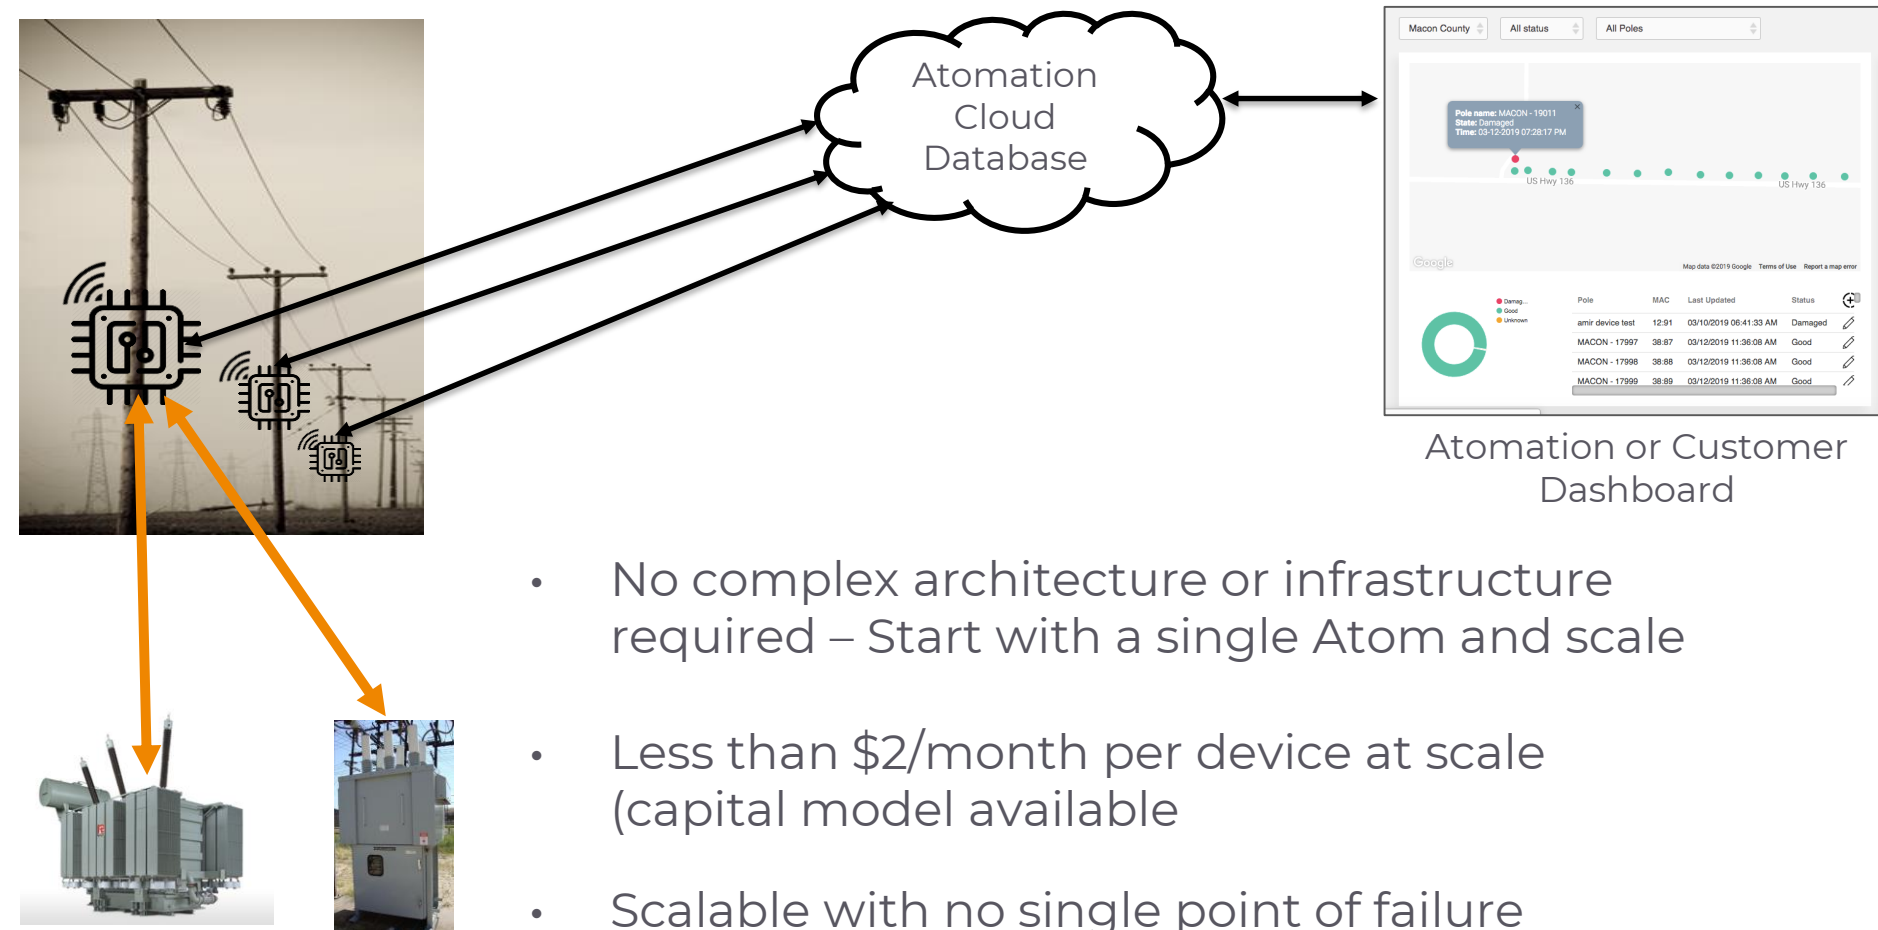 Atomation
Cloud
Database
Macon County
All status
All Poles
Pole name: MACON - 19011
State: Damaged
Time: 03-12-2019 07:28:17 PM
US Hwy 136
US Hwy 136
Google
Map data ©2019 Google Terms of Use Report a map error
Damag...
Good
Unknown
Pole MAC Last Updated Status
amir device test 12:91 03/10/2019 06:41:33 AM Damaged
MACON - 17997 38:87 03/12/2019 11:36:08 AM Good
MACON - 17998 38:88 03/12/2019 11:36:08 AM Good
MACON - 17999 38:89 03/12/2019 11:36:08 AM Good
Atomation or Customer
Dashboard
• No complex architecture or infrastructure
required – Start with a single Atom and scale
• Less than $2/month per device at scale
(capital model available
• Scalable with no single point of failure